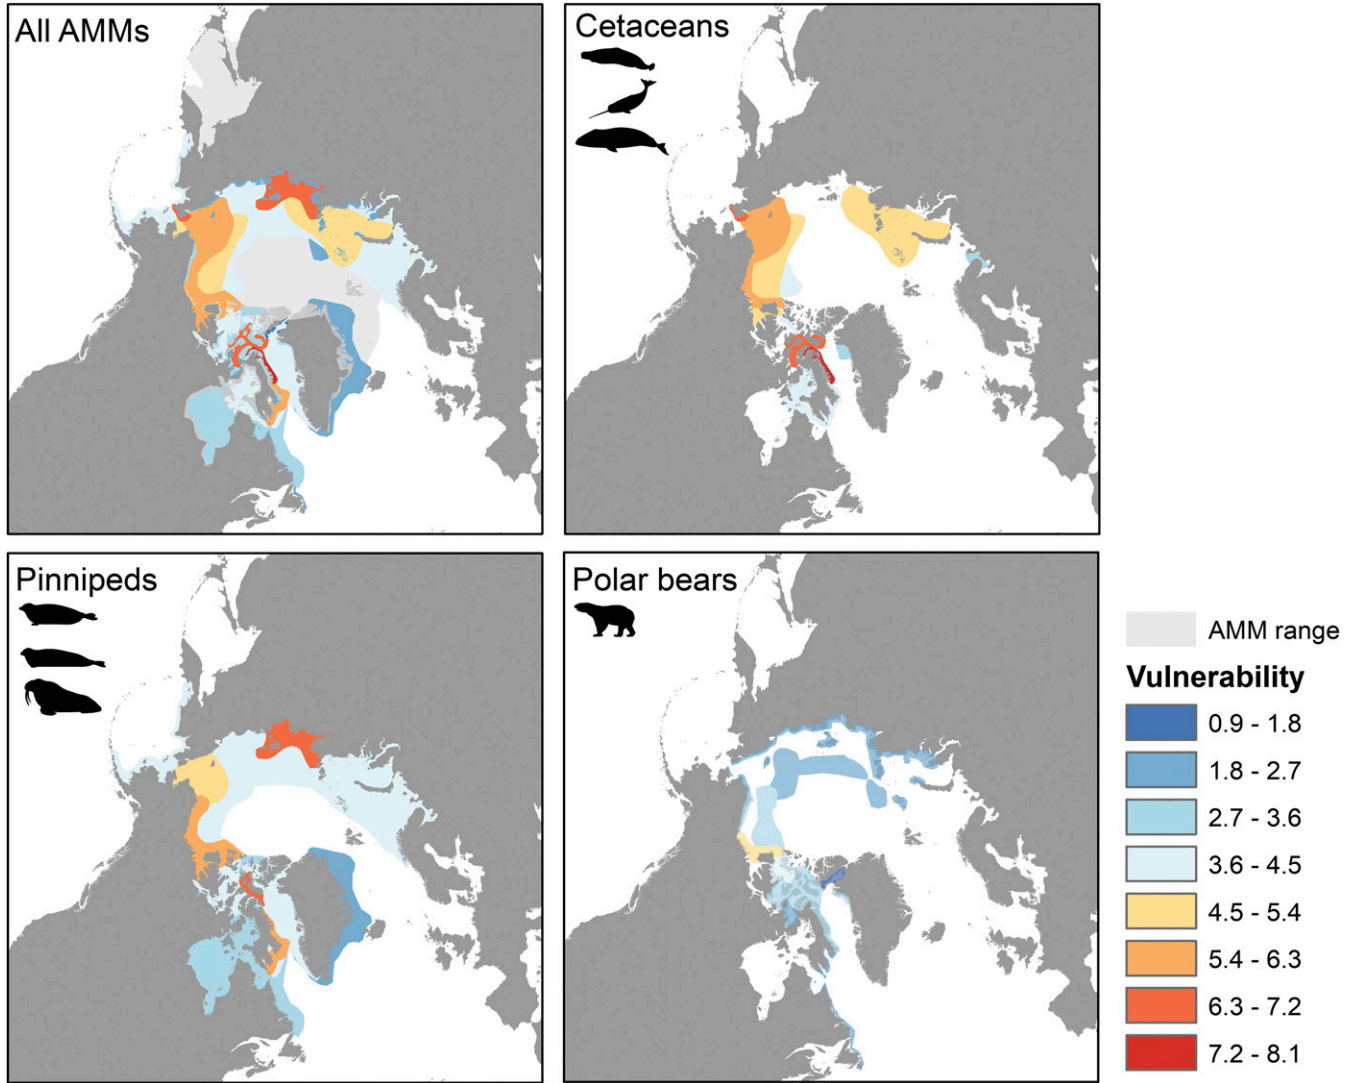 All AMMs
Cetaceans
Pinnipeds
Polar bears
AMM range
Vulnerability
0.9 - 1.8
1.8 - 2.7
2.7 - 3.6
3.6 - 4.5
4.5 - 5.4
5.4 - 6.3
6.3 - 7.2
7.2 - 8.1